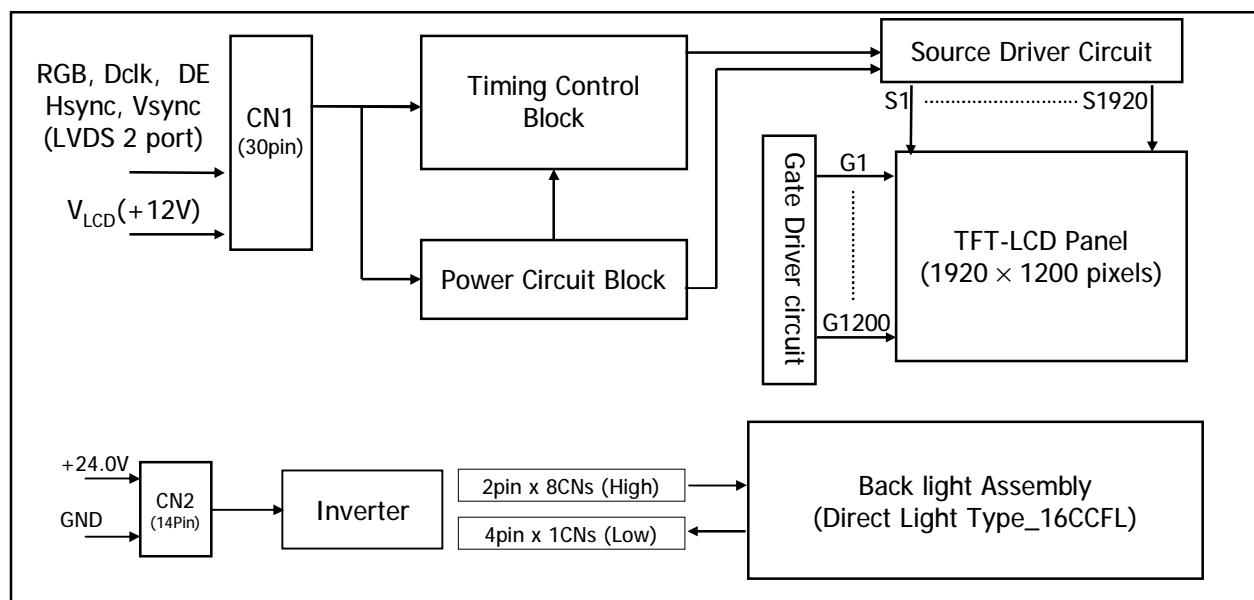 RGB, Dclk, DE
Hsync, Vsync
(LVDS 2 port)
V_LCD(+12V)
CN1
(30pin)
Timing Control
Block
Power Circuit Block
Source Driver Circuit
S1
S1920
Gate Driver circuit
G1
G1200
TFT-LCD Panel
(1920 × 1200 pixels)
+24.0V
GND
CN2
(14Pin)
Inverter
2pin x 8CNs (High)
4pin x 1CNs (Low)
Back light Assembly
(Direct Light Type_16CCFL)